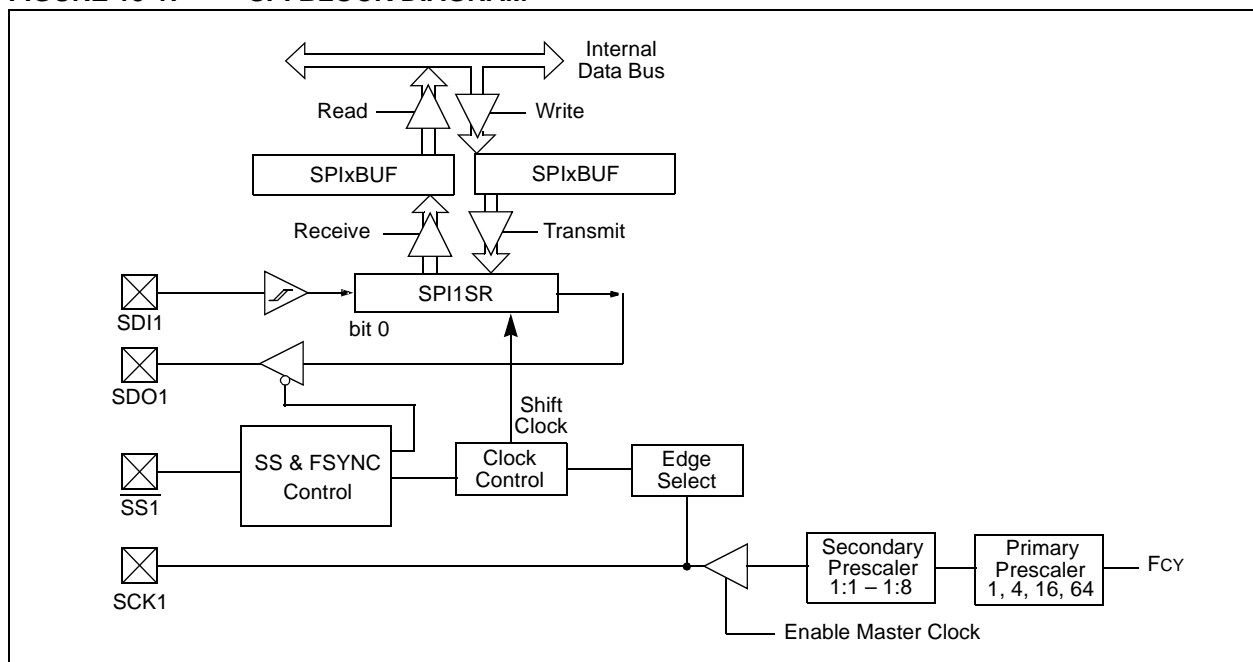 Internal
Data Bus
Read
Write
SPIxBUF
SPIxBUF
Receive
Transmit
SPI1SR
SDI1
bit 0
SDO1
Shift
Clock
SS & FSYNC
Control
Clock
Control
Edge
Select
SS1
Secondary
Prescaler
1:1 – 1:8
Primary
Prescaler
1, 4, 16, 64
FCY
SCK1
Enable Master Clock